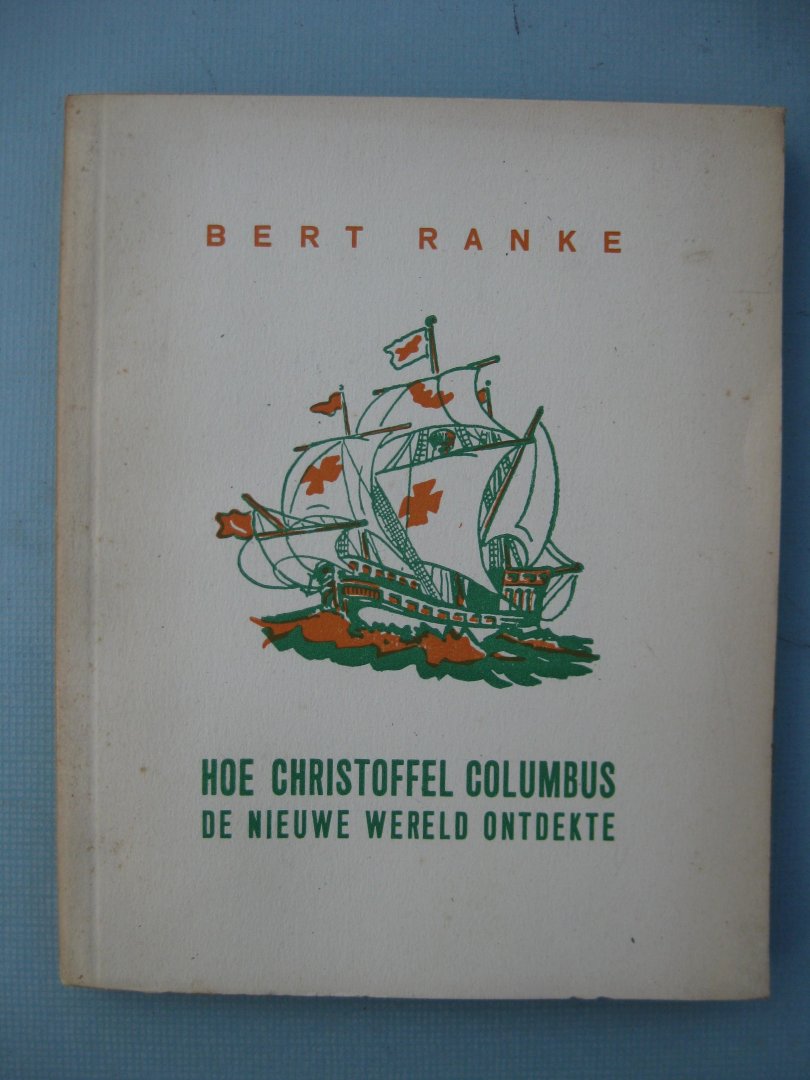 BERT RANKE
HOE CHRISTOFFEL COLUMBUS
DE NIEUWE WERELD ONTDEKTE